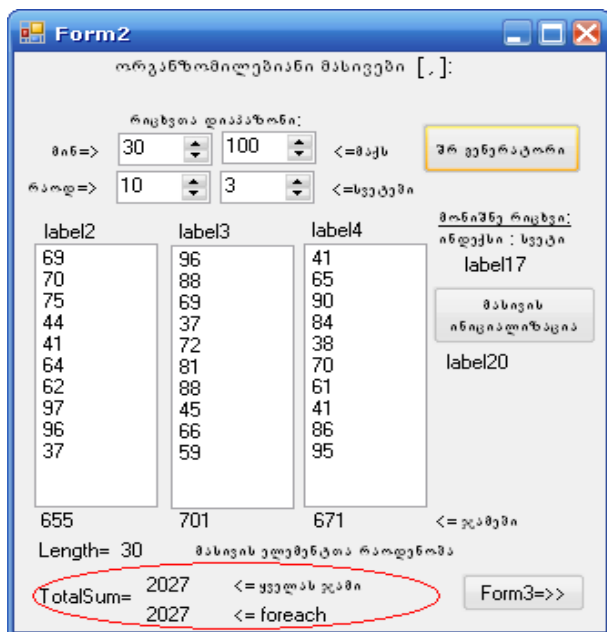 Form2
ორგანზომილებიანი მასივები [,]:
რიცხვთა დიაპაზონი:
მინ=> 30 100 <=მაქს
შრ გენერატორი
რაოდ=> 10 3 <=სვეტები
მონიშნე რიცხვი:
ინდექსი : სვეტი
label17
label2 label3 label4
69 96 41
70 88 65
75 69 90
44 37 84
41 72 38
64 81 70
62 88 61
97 45 41
96 66 86
37 59 95
მასივის
ინიციალიზაცია
label20
655 701 671 <= ჯამები
Length= 30 მასივის ელემენტთა რაოდენობა
TotalSum= 2027 <= ყველას ჯამი
2027 <= foreach
Form3=>>